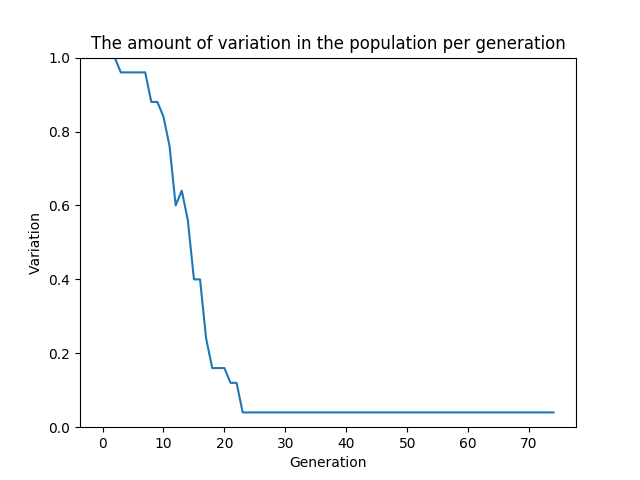 The amount of variation in the population per generation
1.0
0.8
0.6
0.4
0.2
0.0
Variation
0 10 20 30 40 50 60 70
Generation